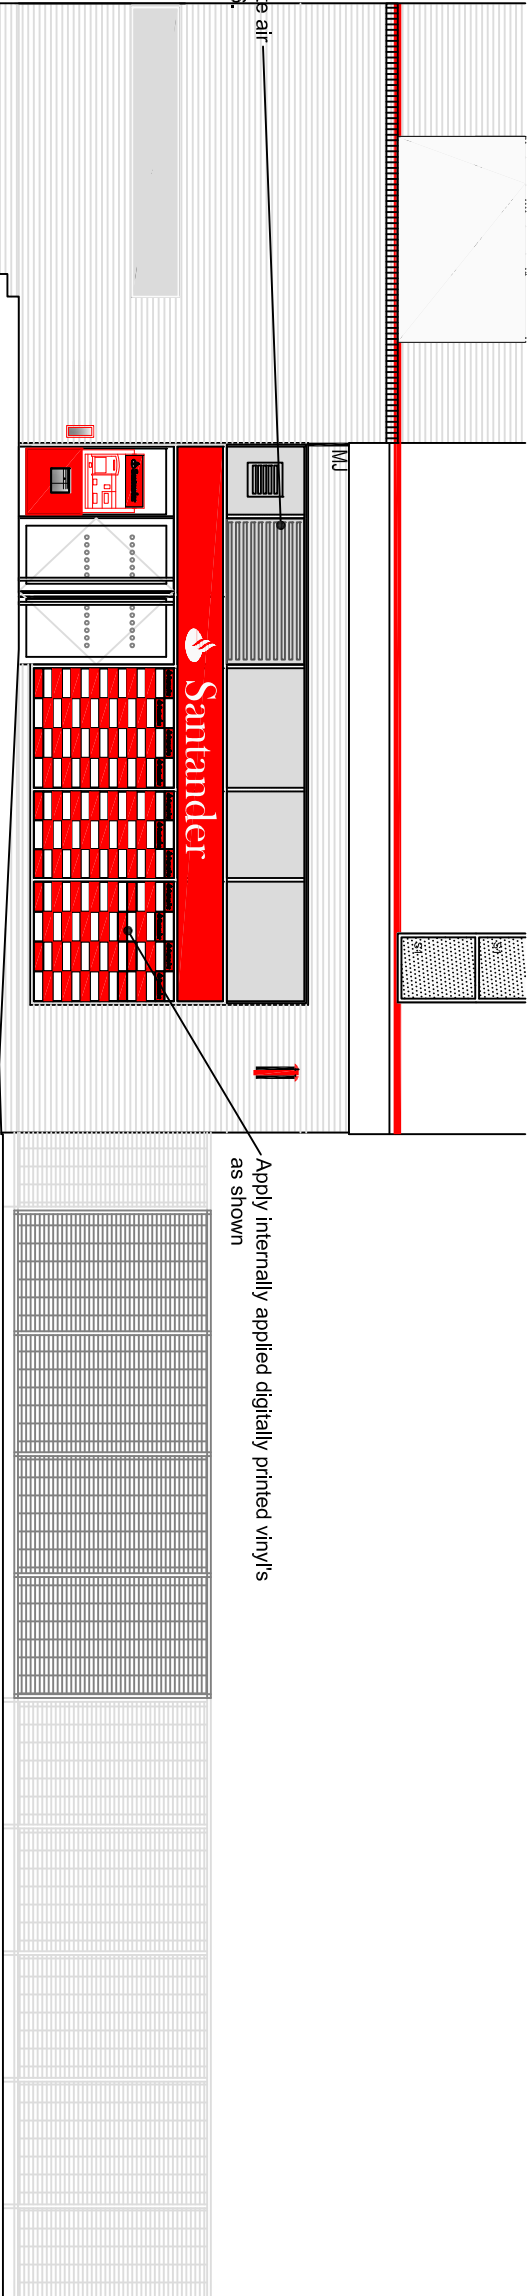 e air
MJ
Santander
Apply internally applied digitally printed vinyl's
as shown